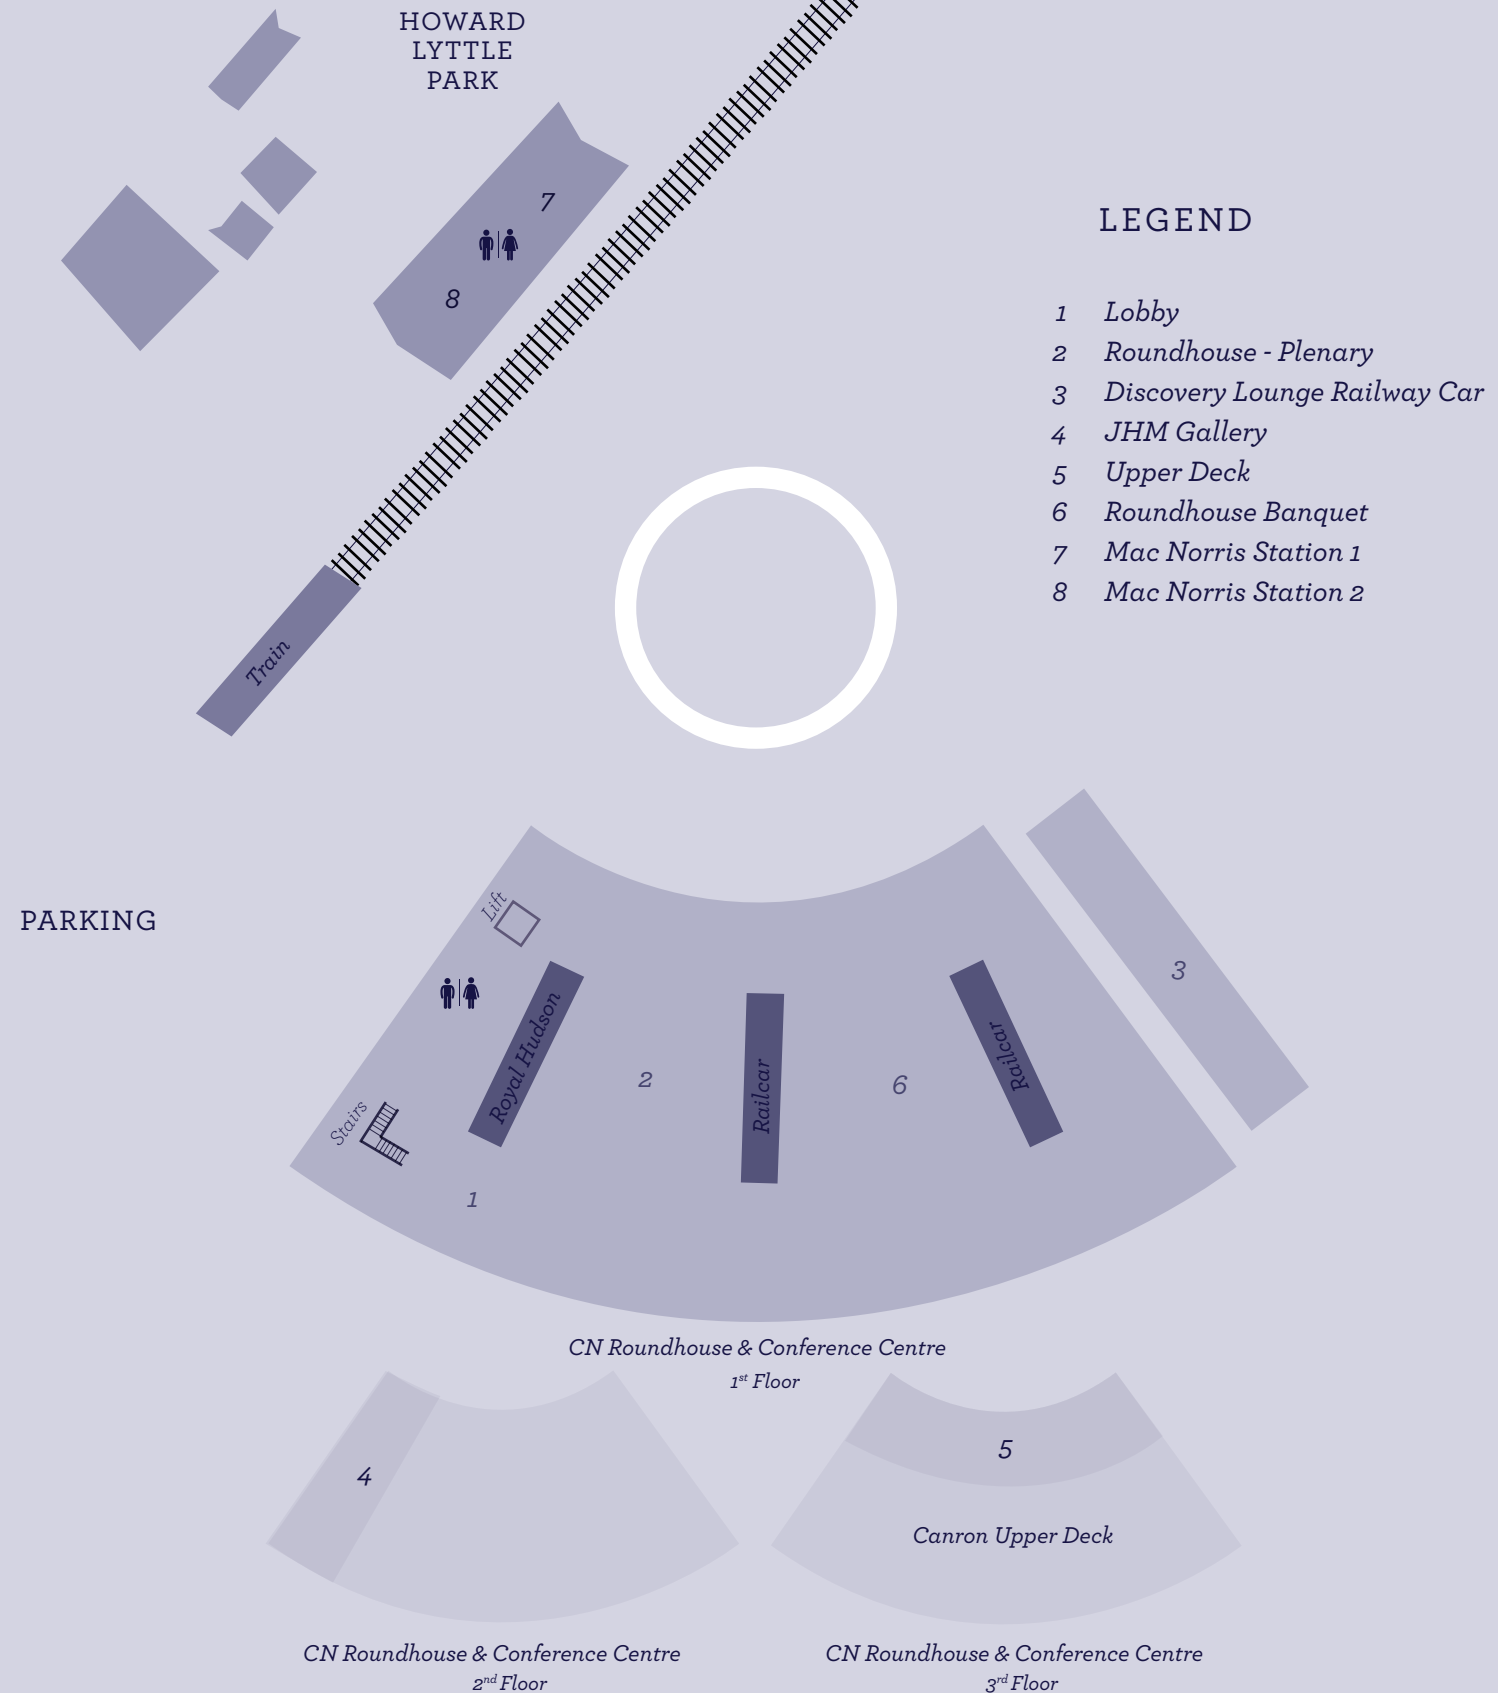 HOWARD
LYTTLE
PARK
7
8
LEGEND
1 Lobby
2 Roundhouse - Plenary
3 Discovery Lounge Railway Car
4 JHM Gallery
5 Upper Deck
6 Roundhouse Banquet
7 Mac Norris Station 1
8 Mac Norris Station 2
Train
PARKING
Lift
3
Royal Hudson
2
Railcar
6
Railcar
Stairs
1
CN Roundhouse & Conference Centre
1st Floor
4
5
Canron Upper Deck
CN Roundhouse & Conference Centre
2nd Floor
CN Roundhouse & Conference Centre
3rd Floor